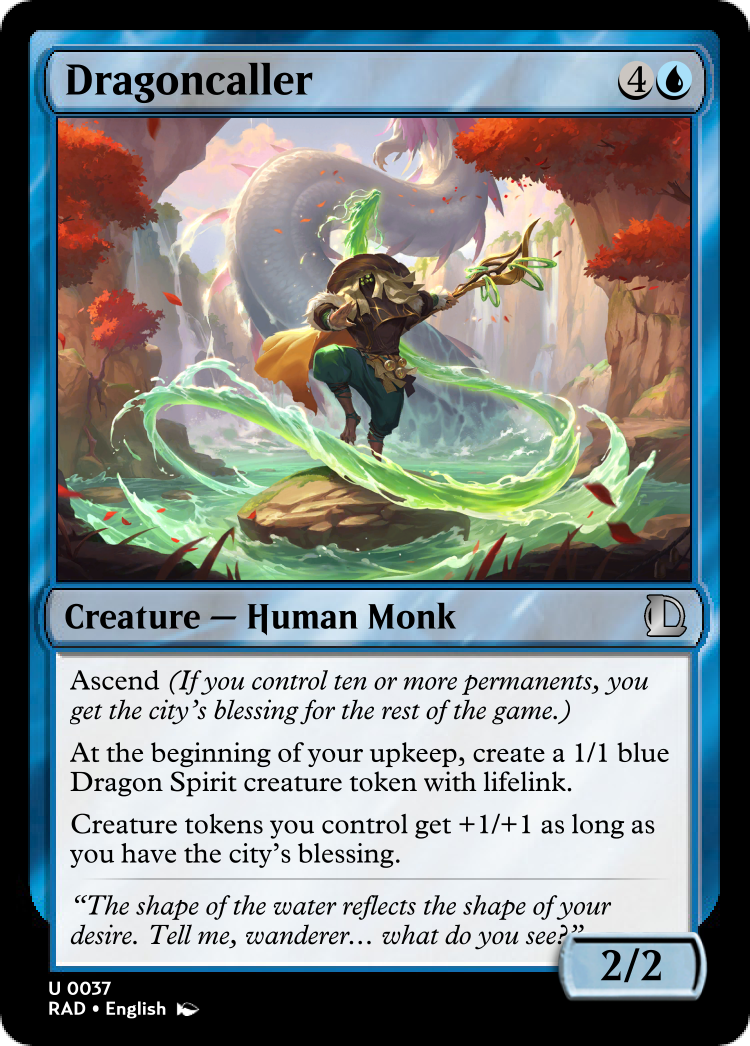 Dragoncaller 4
Creature — Human Monk
Ascend (If you control ten or more permanents, you
get the city's blessing for the rest of the game.)
At the beginning of your upkeep, create a 1/1 blue
Dragon Spirit creature token with lifelink.
Creature tokens you control get +1/+1 as long as
you have the city's blessing.
"The shape of the water reflects the shape of your
desire. Tell me, wanderer… what do you see?"
2/2
U 0037
RAD • English